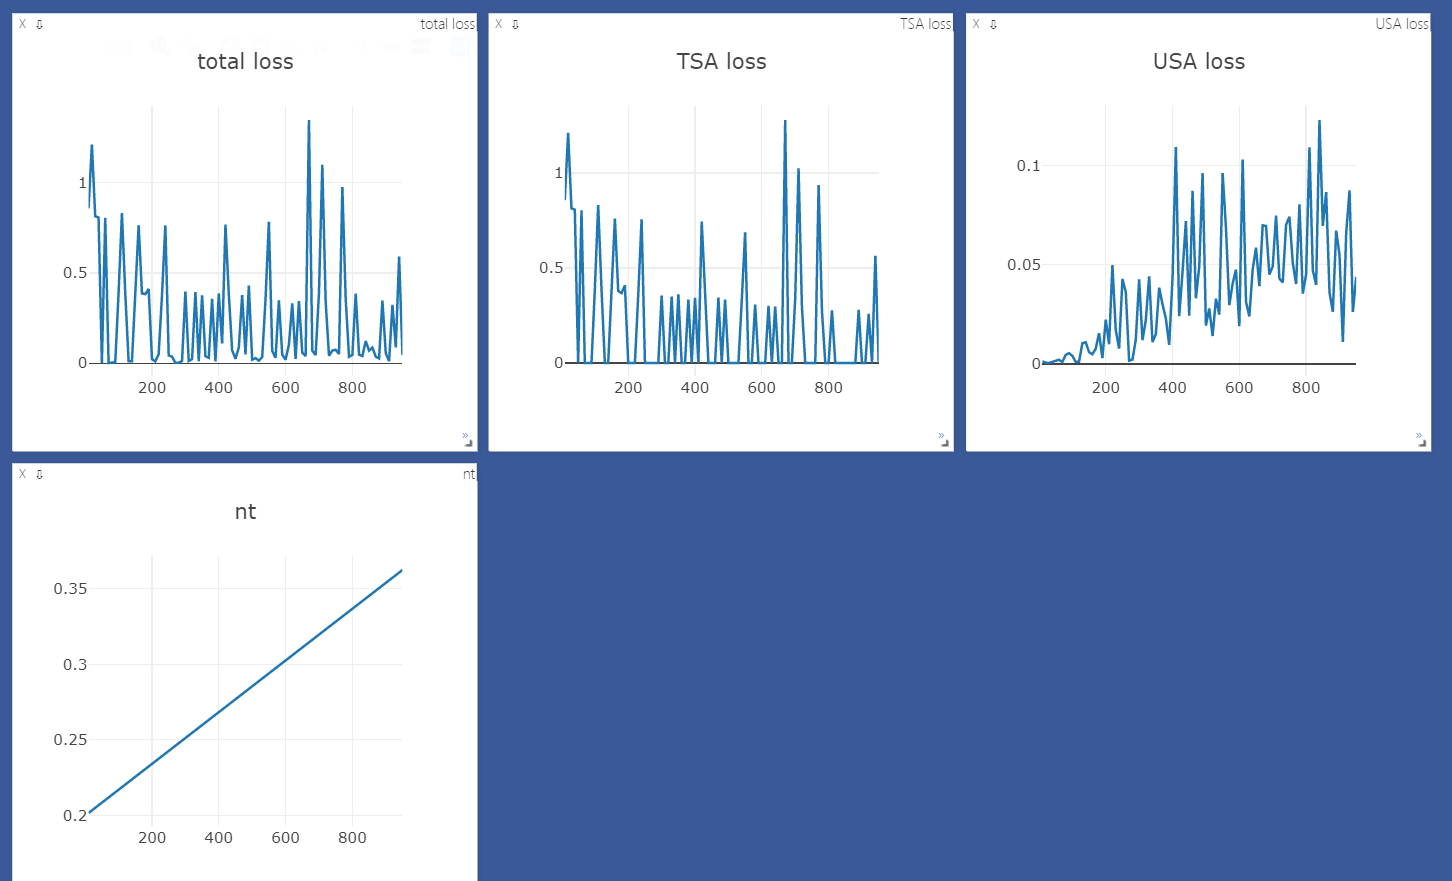 X ⇩ total loss
total loss
1
0.5
0
200 400 600 800
»
X ⇩ TSA loss
TSA loss
1
0.5
0
200 400 600 800
»
X ⇩ USA loss
USA loss
0.1
0.05
0
200 400 600 800
»
X ⇩ nt
nt
0.35
0.3
0.25
0.2
200 400 600 800